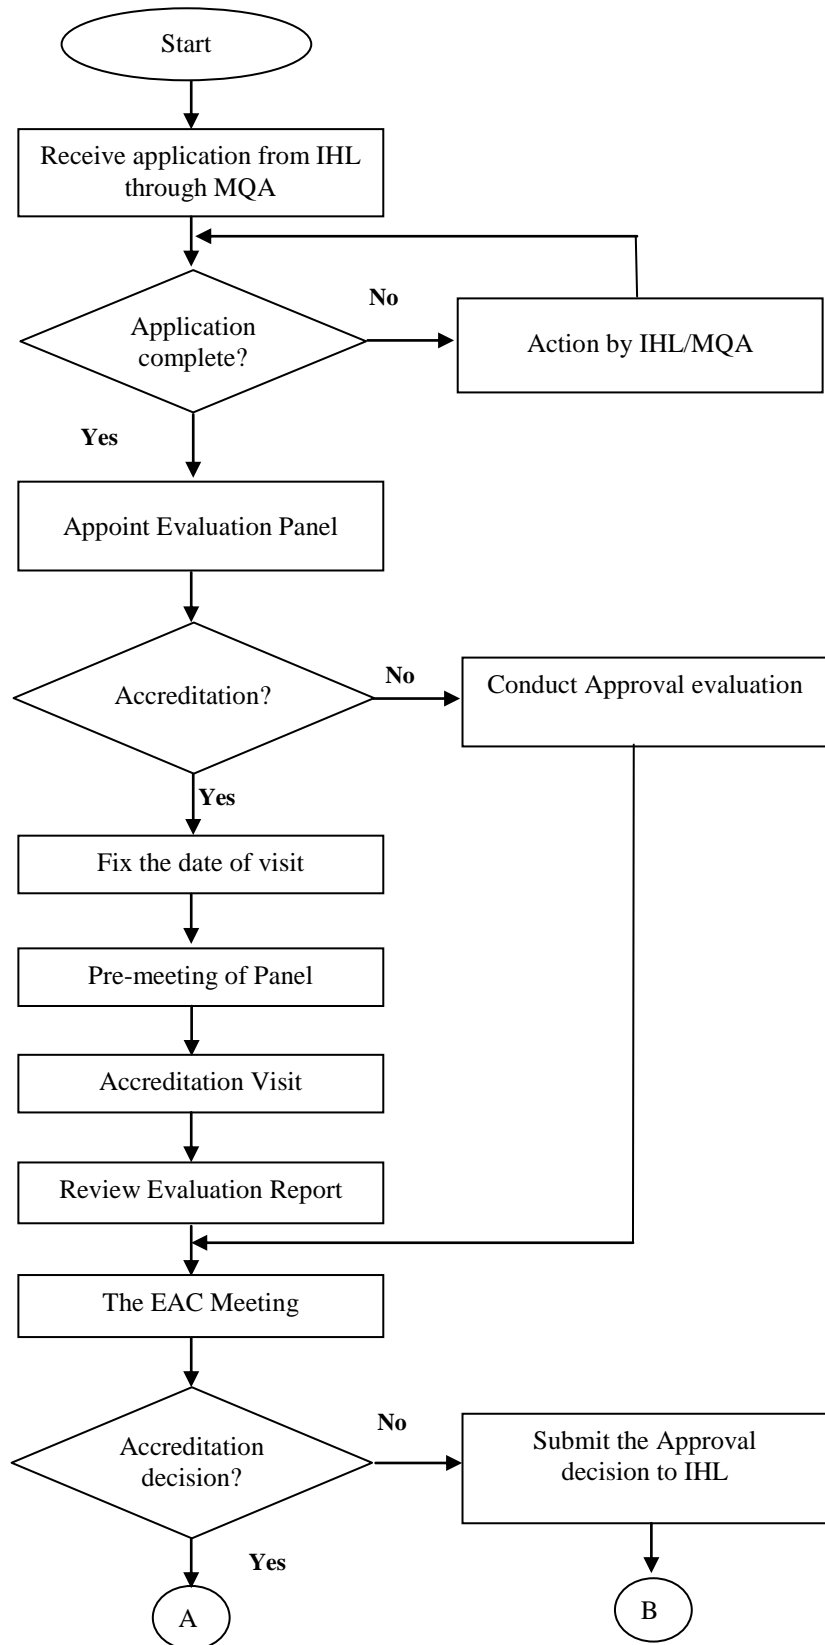 Start
Receive application from IHL
through MQA
No
Application
complete?
Action by IHL/MQA
Yes
Appoint Evaluation Panel
Accreditation?
No
Conduct Approval evaluation
Yes
Fix the date of visit
Pre-meeting of Panel
Accreditation Visit
Review Evaluation Report
The EAC Meeting
No
Accreditation
decision?
Submit the Approval
decision to IHL
Yes
A
B